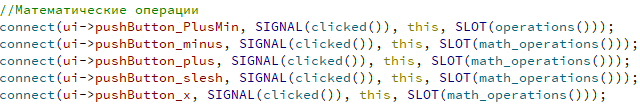 //Математические операции
connect(ui->pushButton_PlusMin, SIGNAL(clicked()), this, SLOT(operations()));
connect(ui->pushButton_minus, SIGNAL(clicked()), this, SLOT(math_operations()));
connect(ui->pushButton_plus, SIGNAL(clicked()), this, SLOT(math_operations()));
connect(ui->pushButton_slesh, SIGNAL(clicked()), this, SLOT(math_operations()));
connect(ui->pushButton_x, SIGNAL(clicked()), this, SLOT(math_operations()));